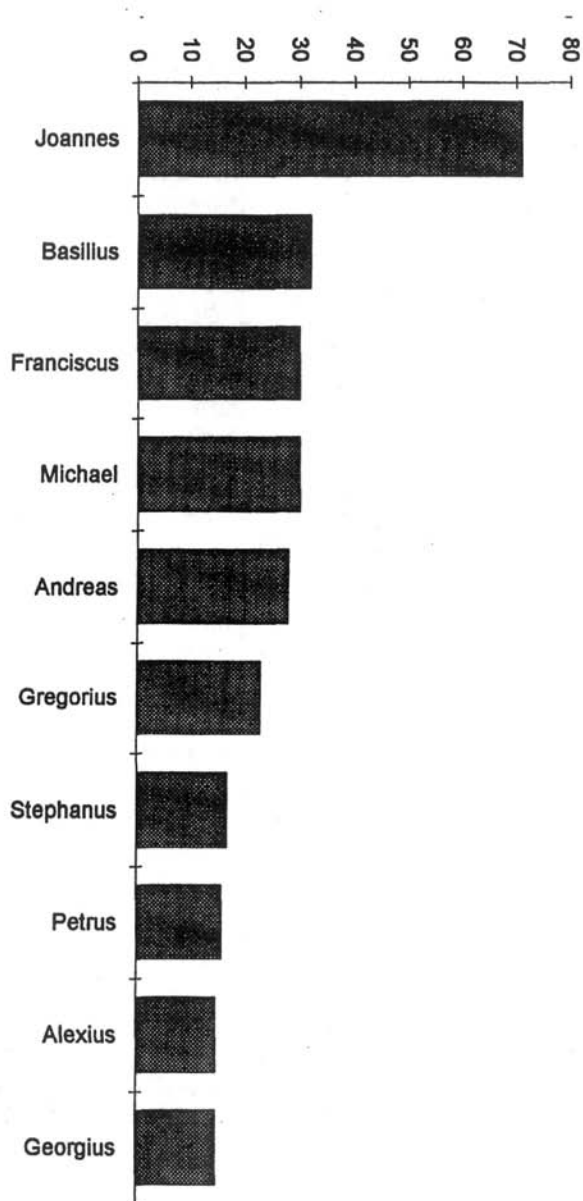 0 10 20 30 40 50 60 70 80
Joannes
Basilius
Franciscus
Michael
Andreas
Gregorius
Stephanus
Petrus
Alexius
Georgius